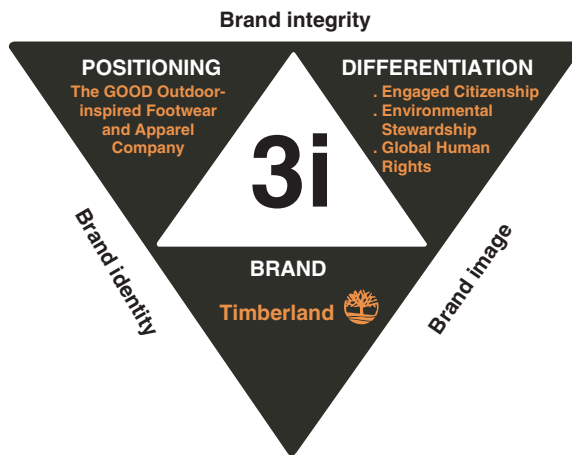 Brand integrity
POSITIONING
The GOOD Outdoor-
inspired Footwear
and Apparel
Company
DIFFERENTIATION
. Engaged Citizenship
. Environmental
Stewardship
. Global Human
Rights
3i
Brand identity
Brand image
BRAND
Timberland